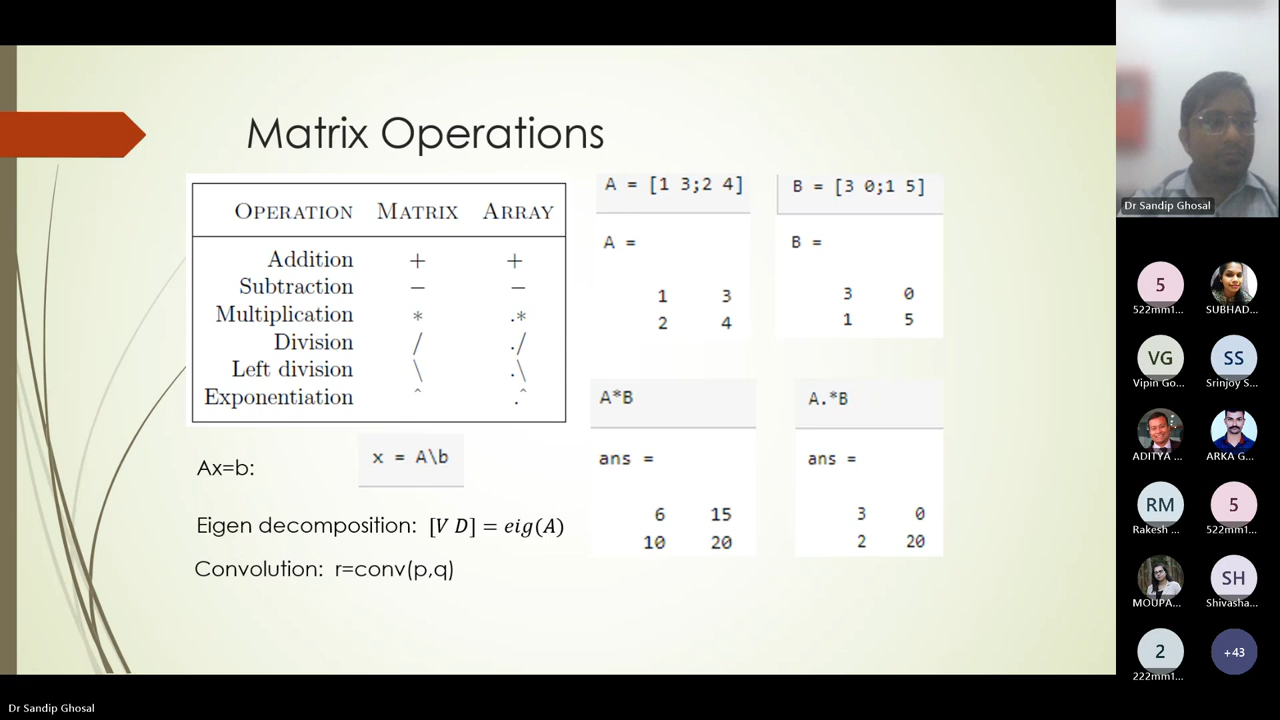 Matrix Operations
OPERATION MATRIX ARRAY
Addition + +
Subtraction − −
Multiplication * .*
Division / ./
Left division \ .\
Exponentiation ˆ .ˆ
A = [1 3;2 4]
A =
1 3
2 4
B = [3 0;1 5]
B =
3 0
1 5
A*B
ans =
6 15
10 20
A.*B
ans =
3 0
2 20
Ax=b: x = A\b
Eigen decomposition: [V D] = eig(A)
Convolution: r=conv(p,q)
Dr Sandip Ghosal
5
522mm1...
SUBHAD...
VG
Vipin Go...
SS
Srinjoy S...
ADITYA ...
ARKA G...
RM
Rakesh ...
5
522mm1...
MOUPA...
SH
Shivasha...
2
222mm1...
+43
Dr Sandip Ghosal